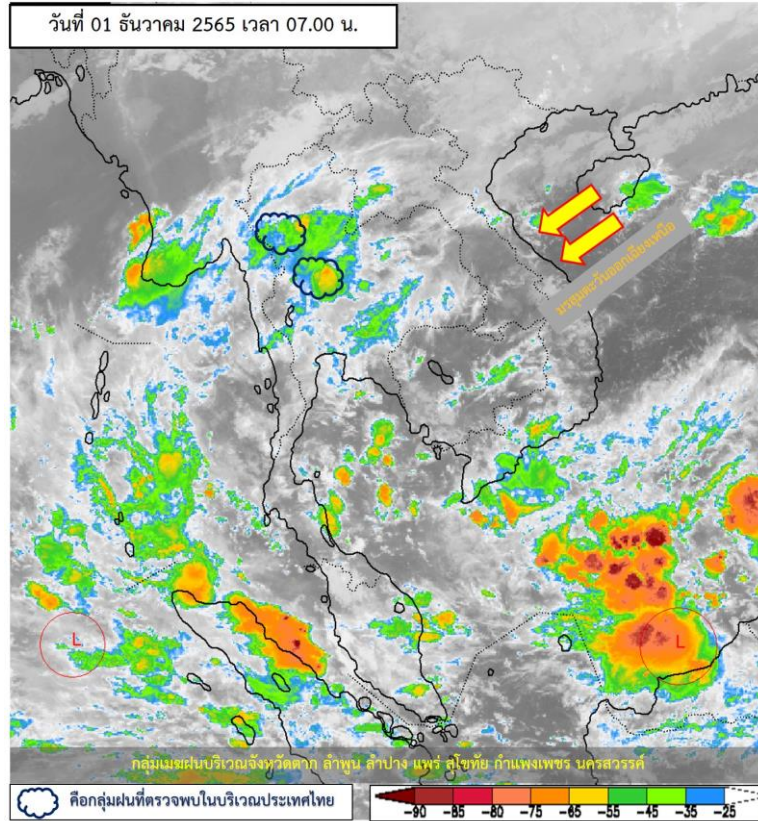 วันที่ 01 ธันวาคม 2565 เวลา 07.00 น.
มรสุมตะวันออกเฉียงเหนือ
L
L
กลุ่มเมฆฝนบริเวณจังหวัดตาก ลำพูน ลำปาง แพร่ สุโขทัย กำแพงเพชร นครสวรรค์
คือกลุ่มฝนที่ตรวจพบในบริเวณประเทศไทย
-90 -85 -80 -75 -65 -55 -45 -35 -25